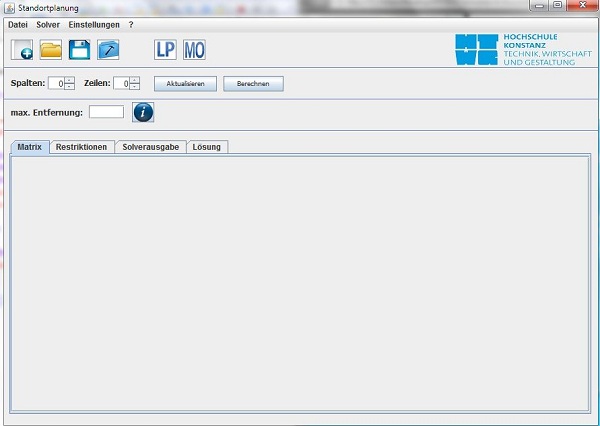 Standortplanung
Datei Solver Einstellungen ?
LP MO
HOCHSCHULE
KONSTANZ
TECHNIK, WIRTSCHAFT
UND GESTALTUNG
Spalten: 0 Zeilen: 0 Aktualisieren Berechnen
max. Entfernung: i
Matrix Restriktionen Solverausgabe Lösung